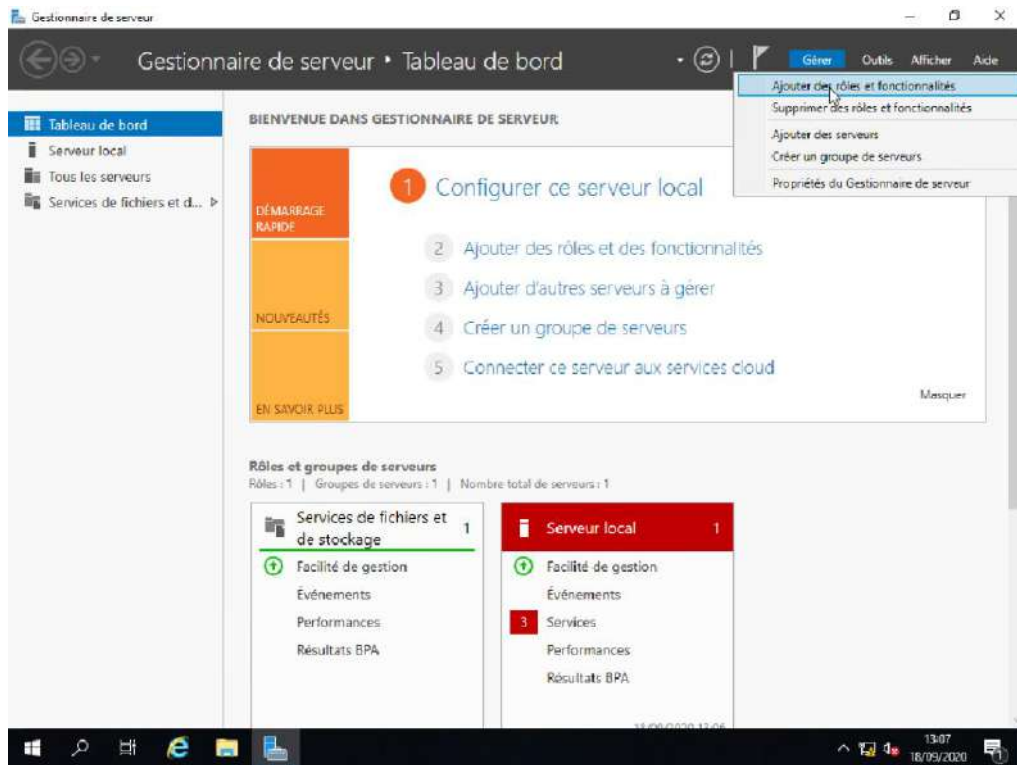 Gestionnaire de serveur
Gestionnaire de serveur • Tableau de bord
Gérer Outils Afficher Aide
Ajouter des rôles et fonctionnalités
Supprimer des rôles et fonctionnalités
Ajouter des serveurs
Créer un groupe de serveurs
Propriétés du Gestionnaire de serveur
Tableau de bord
Serveur local
Tous les serveurs
Services de fichiers et d...
BIENVENUE DANS GESTIONNAIRE DE SERVEUR
DÉMARRAGE
RAPIDE
NOUVEAUTÉS
EN SAVOIR PLUS
1 Configurer ce serveur local
2 Ajouter des rôles et des fonctionnalités
3 Ajouter d'autres serveurs à gérer
4 Créer un groupe de serveurs
5 Connecter ce serveur aux services cloud
Masquer
Rôles et groupes de serveurs
Rôles : 1 | Groupes de serveurs : 1 | Nombre total de serveurs : 1
Services de fichiers et
de stockage 1
Facilité de gestion
Événements
Performances
Résultats BPA
Serveur local 1
Facilité de gestion
Événements
3 Services
Performances
Résultats BPA
18/09/2020 13:06
13:07
18/09/2020
1